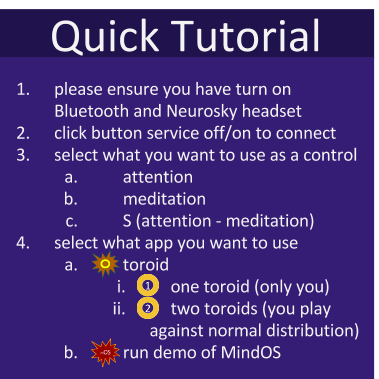 Quick Tutorial
1. please ensure you have turn on
Bluetooth and Neurosky headset
2. click button service off/on to connect
3. select what you want to use as a control
a. attention
b. meditation
c. S (attention - meditation)
4. select what app you want to use
a. toroid
i. 1 one toroid (only you)
ii. 2 two toroids (you play
against normal distribution)
b. mOS run demo of MindOS